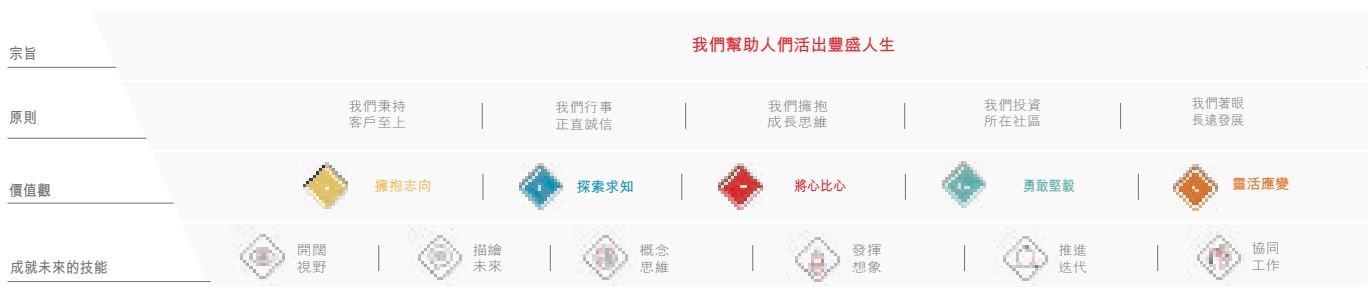 宗旨
我們幫助人們活出豐盛人生
原則
我們秉持
客戶至上
我們行事
正直誠信
我們擁抱
成長思維
我們投資
所在社區
我們著眼
長遠發展
價值觀
擁抱志向
探索求知
將心比心
勇敢堅毅
靈活應變
成就未來的技能
開闊
視野
描繪
未來
概念
思維
發揮
想象
推進
迭代
協同
工作